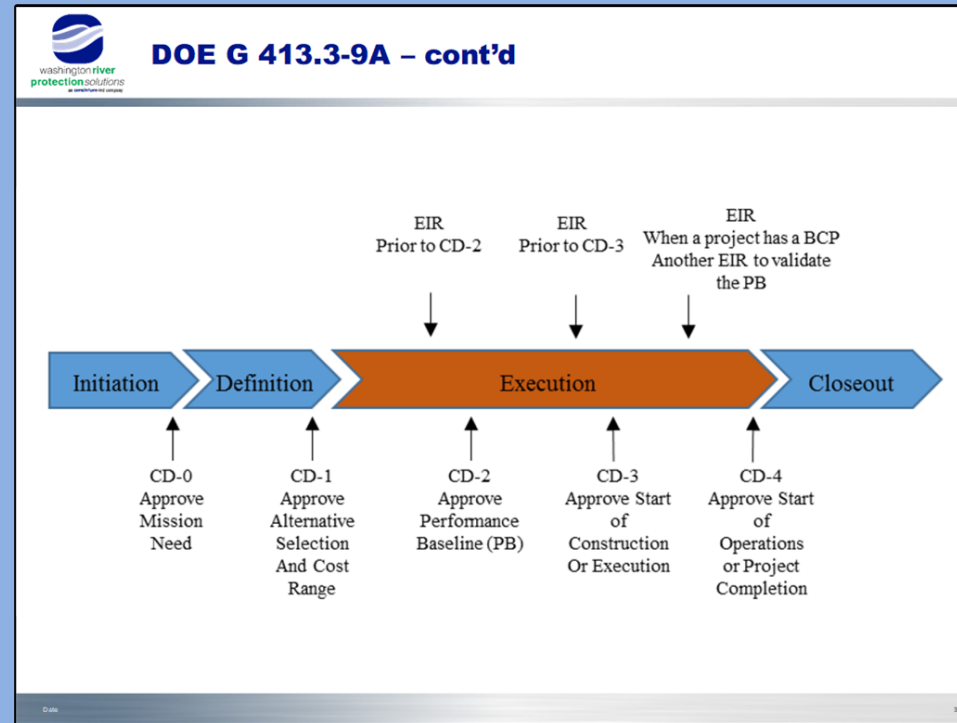 washington river
protection solutions
DOE G 413.3-9A – cont’d
EIR
Prior to CD-2
EIR
Prior to CD-3
EIR
When a project has a BCP
Another EIR to validate
the PB
Initiation
Definition
Execution
Closeout
CD-0
Approve
Mission
Need
CD-1
Approve
Alternative
Selection
And Cost
Range
CD-2
Approve
Performance
Baseline (PB)
CD-3
Approve Start
of
Construction
Or Execution
CD-4
Approve Start
of
Operations
or Project
Completion
Date